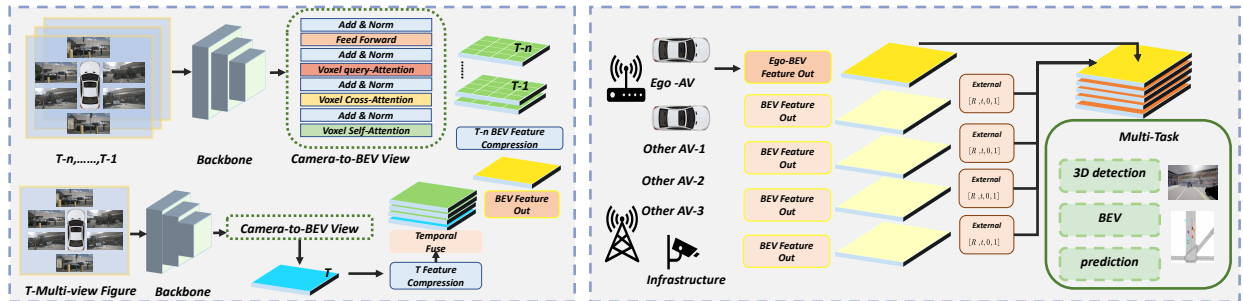 Add & Norm
Feed Forward
Add & Norm
Voxel query-Attention
Add & Norm
Voxel Cross-Attention
Add & Norm
Voxel Self-Attention
T-n,……,T-1
Backbone
Camera-to-BEV View
T-n
T-1
T-n BEV Feature
Compression
BEV Feature
Out
T-Multi-view Figure
Backbone
Camera-to-BEV View
T
Temporal
Fuse
T Feature
Compression
Ego -AV
Other AV-1
Other AV-2
Other AV-3
Infrastructure
Ego-BEV
Feature Out
BEV Feature
Out
BEV Feature
Out
BEV Feature
Out
BEV Feature
Out
External
[R ,t,0,1]
External
[R ,t,0,1]
External
[R ,t,0,1]
External
[R ,t,0,1]
Multi-Task
3D detection
BEV
prediction